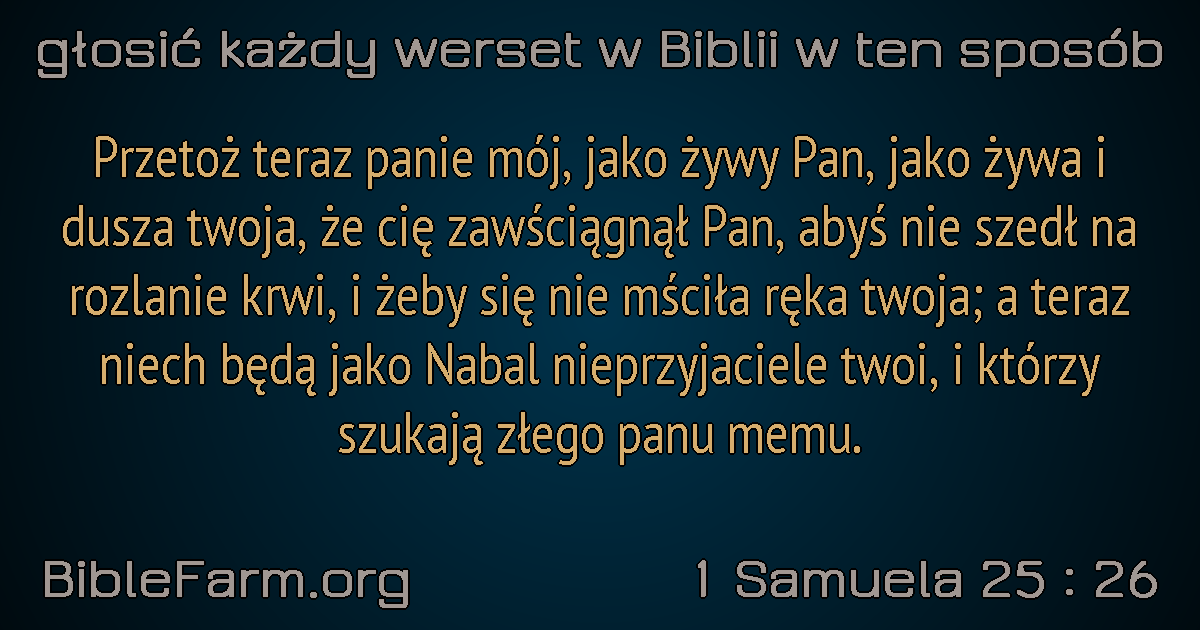 głosić każdy werset w Biblii w ten sposób
Przetoż teraz panie mój, jako żywy Pan, jako żywa i
dusza twoja, że cię zawściągnął Pan, abyś nie szedł na
rozlanie krwi, i żeby się nie mściła ręka twoja; a teraz
niech będą jako Nabal nieprzyjaciele twoi, i którzy
szukają złego panu memu.
BibleFarm.org
1 Samuela 25 : 26